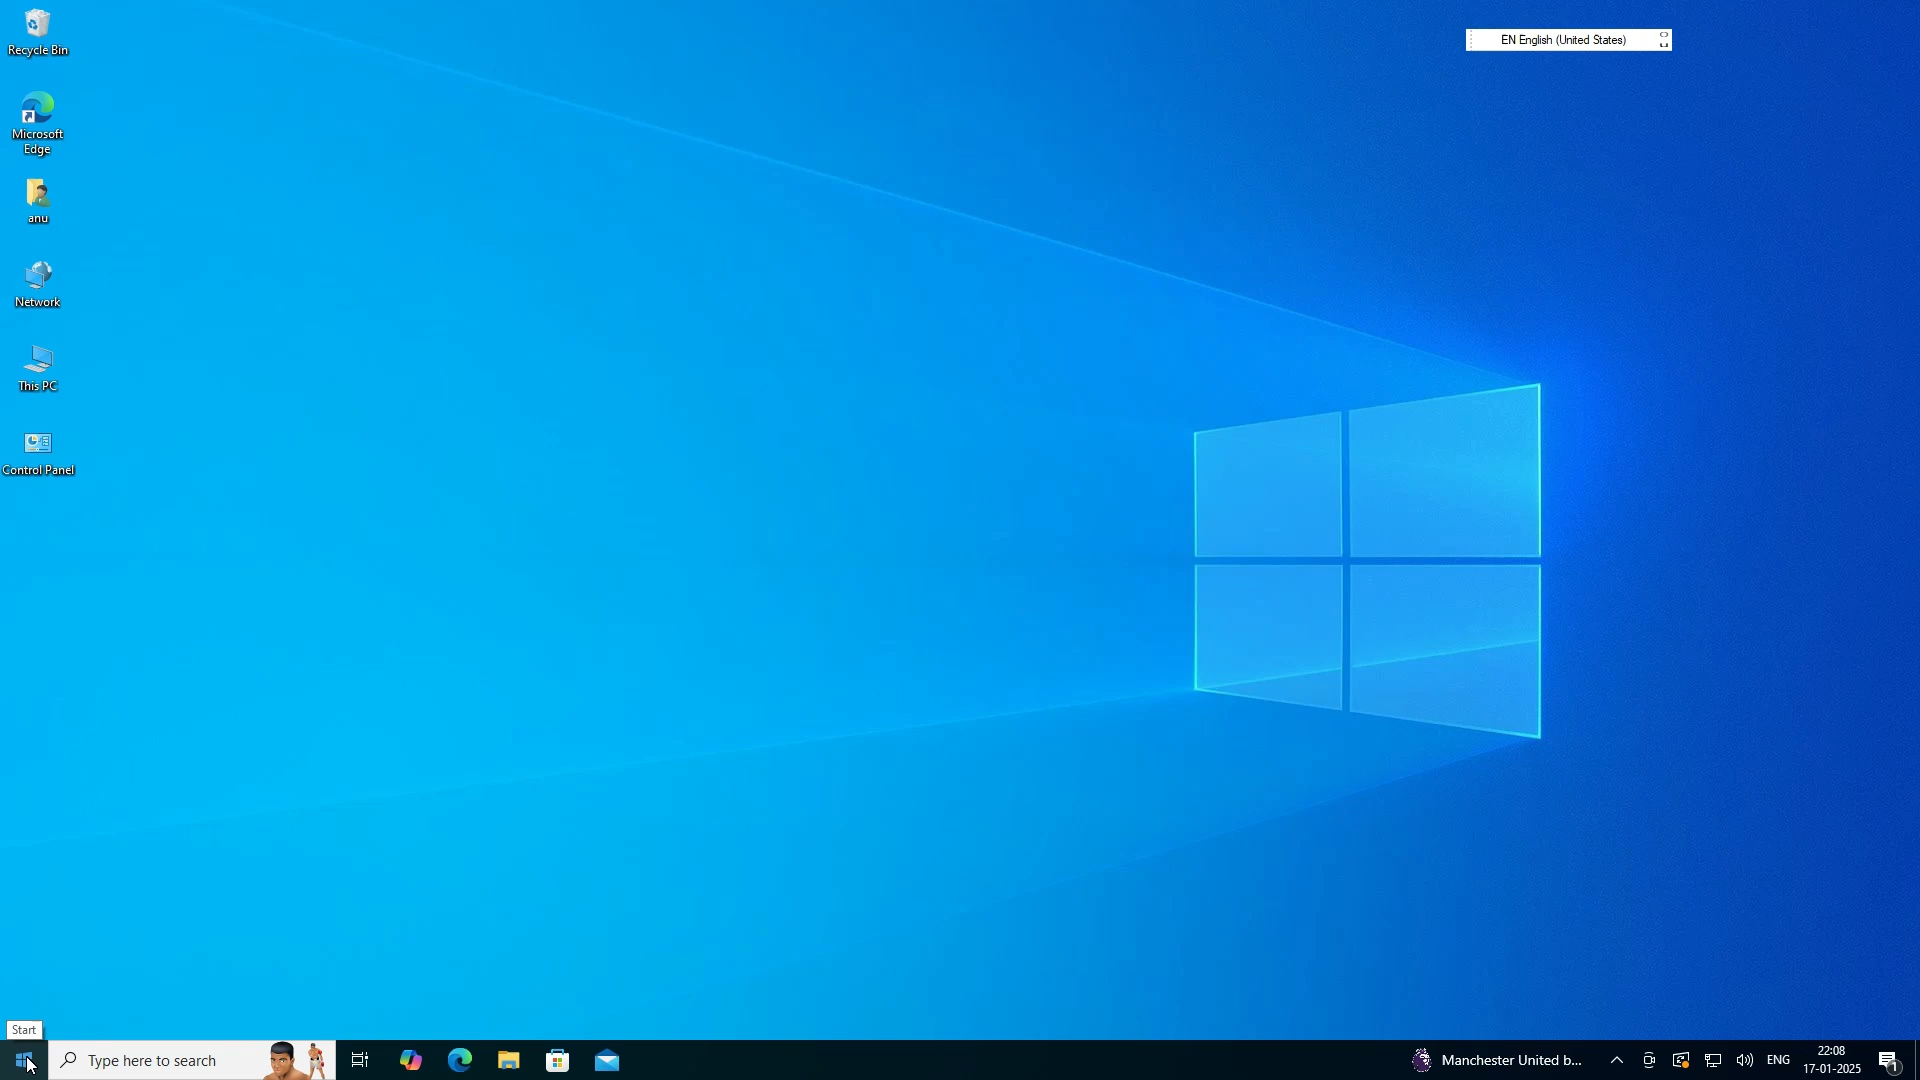 Recycle Bin
EN English (United States)
Microsoft
Edge
anu
Network
This PC
Control Panel
Start
Type here to search
Manchester United b...
ENG
22:08
17-01-2025
1